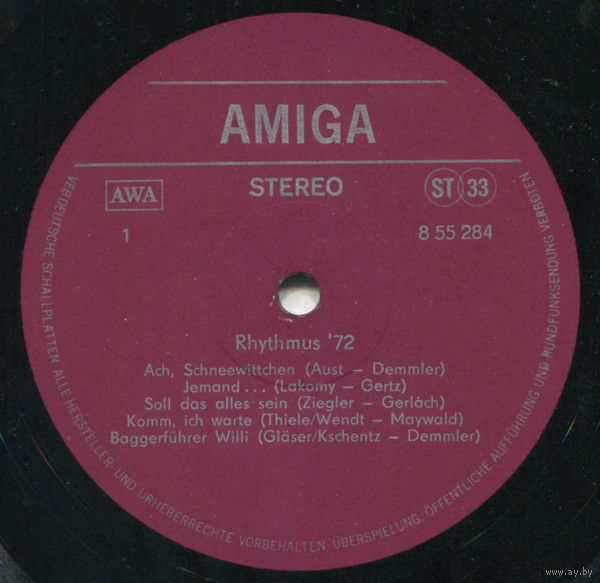 AMIGA
AWA
STEREO
ST 33
1
8 55 284
Rhythmus '72
Ach, Schneewittchen (Aust – Demmler)
Jemand ... (Lakomy – Gertz)
Soll das alles sein (Ziegler – Gerlach)
Komm, ich warte (Thiele/Wendt – Maywald)
Baggerführer Willi (Gläser/Kschentz – Demmler)
VEB DEUTSCHE SCHALLPLATTEN ALLE HERSTELLER- UND URHEBERRECHTE VORBEHALTEN ÜBERSPIELUNG, ÖFFENTLICHE AUFFÜHRUNG UND RUNDFUNKSENDUNG VERBOTEN
www.ay.by